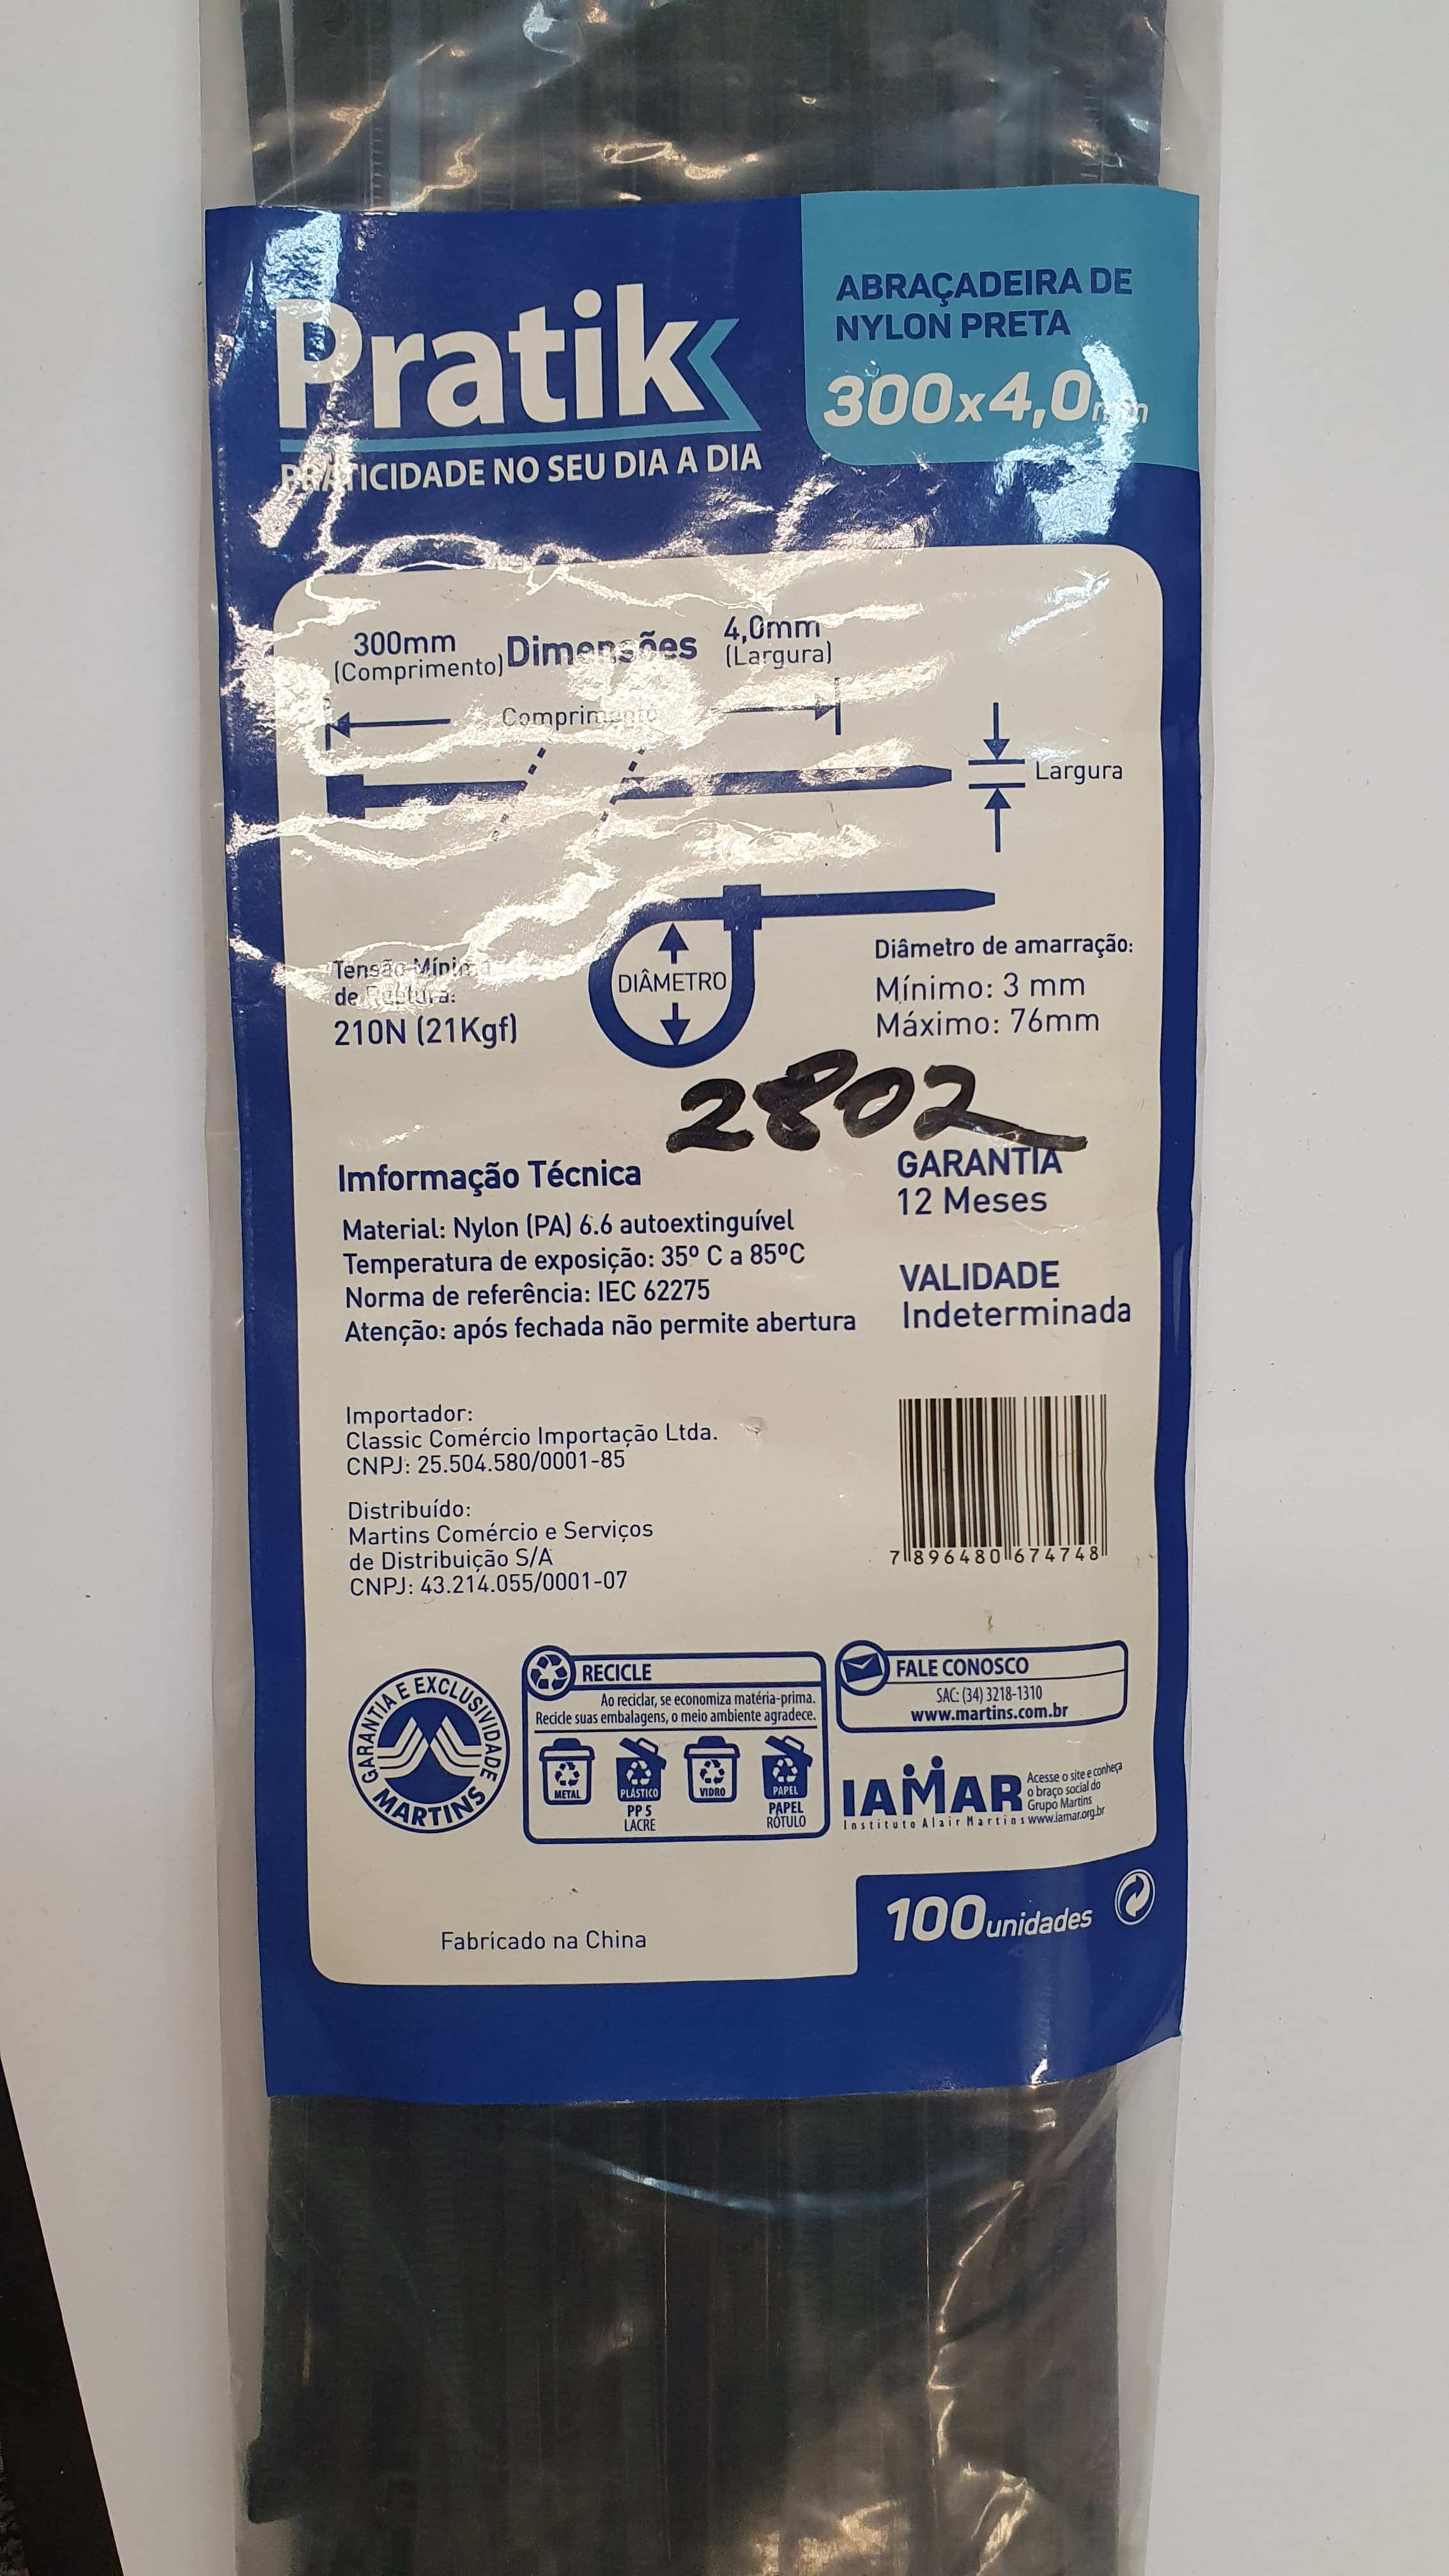 Pratik
PRATICIDADE NO SEU DIA A DIA
ABRAÇADEIRA DE
NYLON PRETA
300x4,0mm
300mm
(Comprimento)
Dimensões
4,0mm
(Largura)
Comprimento
Largura
DIÂMETRO
Tensão Mínima
de Ruptura:
210N (21Kgf)
Diâmetro de amarração:
Mínimo: 3 mm
Máximo: 76mm
2802
Imformação Técnica
Material: Nylon (PA) 6.6 autoextinguível
Temperatura de exposição: 35º C a 85ºC
Norma de referência: IEC 62275
Atenção: após fechada não permite abertura
GARANTIA
12 Meses
VALIDADE
Indeterminada
Importador:
Classic Comércio Importação Ltda.
CNPJ: 25.504.580/0001-85
Distribuído:
Martins Comércio e Serviços
de Distribuição S/A
CNPJ: 43.214.055/0001-07
7 896480 674748
GARANTIA E EXCLUSIVIDADE
MARTINS
RECICLE
Ao reciclar, se economiza matéria-prima.
Recicle suas embalagens, o meio ambiente agradece.
METAL
PLÁSTICO
VIDRO
PAPEL
PP 5
LACRE
PAPEL
RÓTULO
FALE CONOSCO
SAC: (34) 3218-1310
www.martins.com.br
IAMAR
Instituto Alair Martins
Acesse o site e conheça
o braço social do
Grupo Martins
www.iamar.org.br
Fabricado na China
100 unidades